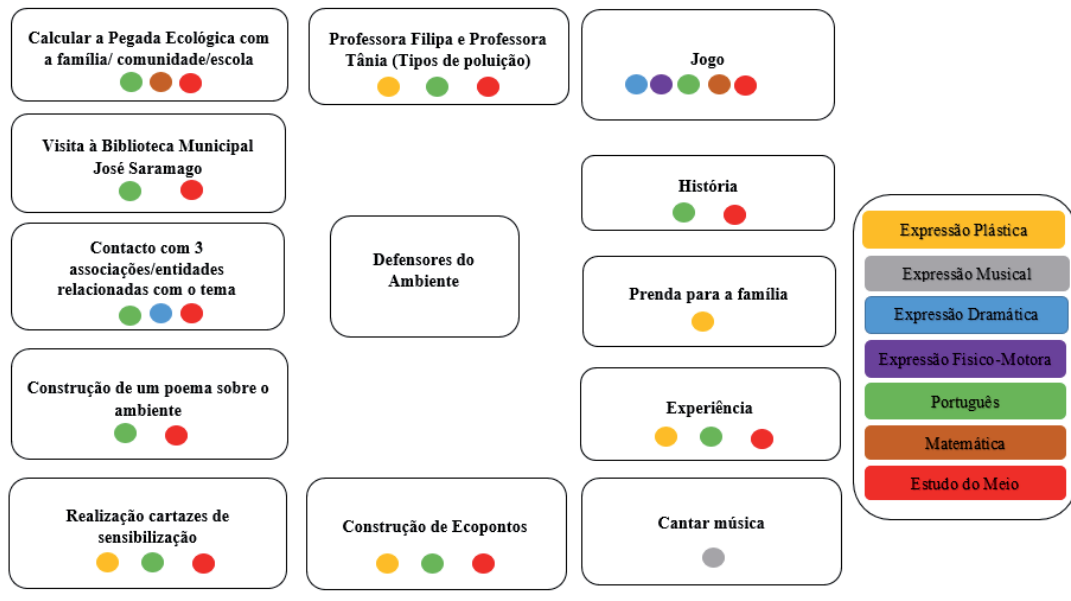 Calcular a Pegada Ecológica com
a família/ comunidade/escola
Professora Filipa e Professora
Tânia (Tipos de poluição)
Jogo
Visita à Biblioteca Municipal
José Saramago
História
Contacto com 3
associações/entidades
relacionadas com o tema
Defensores do
Ambiente
Prenda para a família
Construção de um poema sobre o
ambiente
Experiência
Realização cartazes de
sensibilização
Construção de Ecopontos
Cantar música
Expressão Plástica
Expressão Musical
Expressão Dramática
Expressão Físico-Motora
Português
Matemática
Estudo do Meio